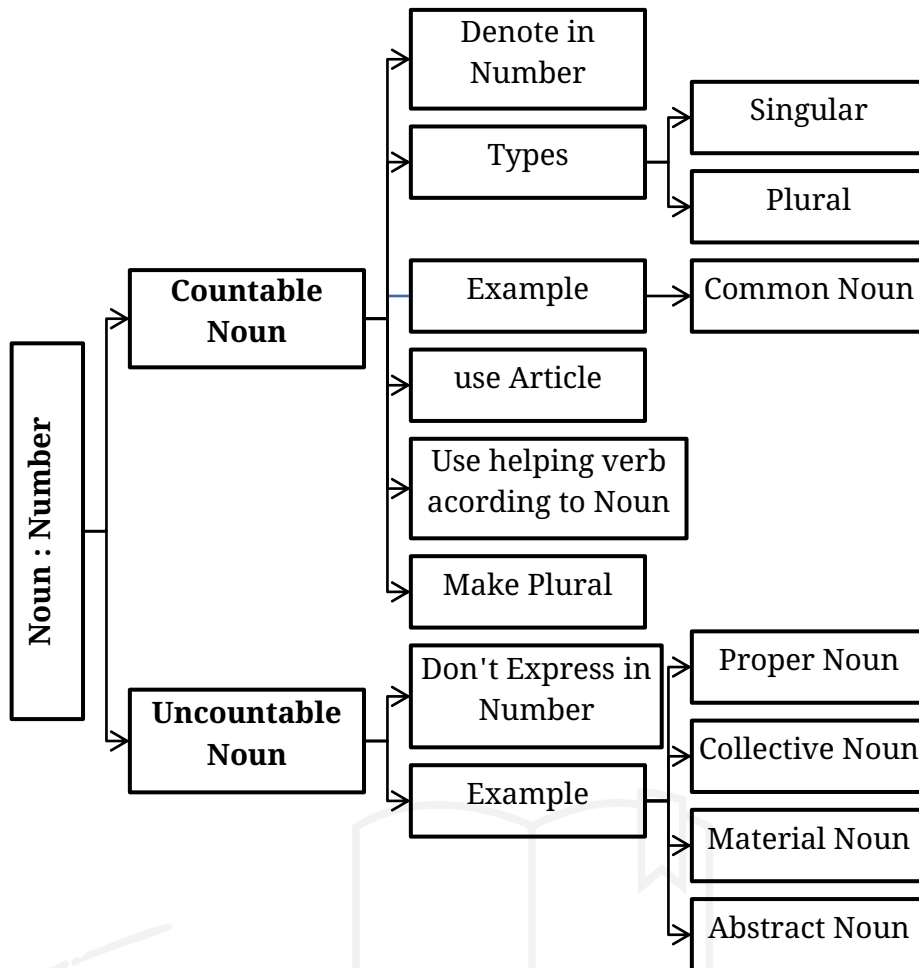 Noun : Number
Countable
Noun
Denote in
Number
Types
Singular
Plural
Example
Common Noun
use Article
Use helping verb
acording to Noun
Make Plural
Uncountable
Noun
Don't Express in
Number
Example
Proper Noun
Collective Noun
Material Noun
Abstract Noun